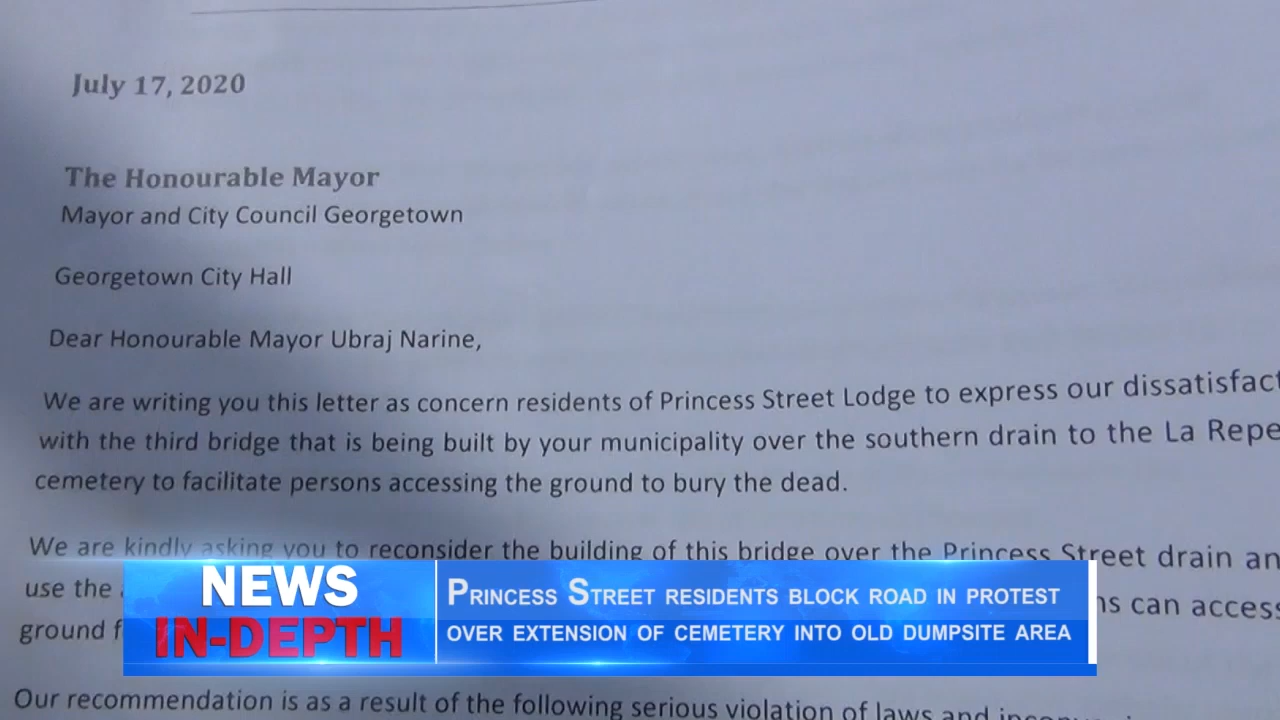 July 17, 2020
The Honourable Mayor
Mayor and City Council Georgetown
Georgetown City Hall
Dear Honourable Mayor Ubraj Narine,
We are writing you this letter as concern residents of Princess Street Lodge to express our dissatisfact
with the third bridge that is being built by your municipality over the southern drain to the La Repe
cemetery to facilitate persons accessing the ground to bury the dead.
We are kindly asking you to reconsider the building of this bridge over the Princess Street drain an
use the ns can access
ground f
Our recommendation is as a result of the following serious violation of laws and
NEWS
IN-DEPTH
PRINCESS STREET RESIDENTS BLOCK ROAD IN PROTEST
OVER EXTENSION OF CEMETERY INTO OLD DUMPSITE AREA